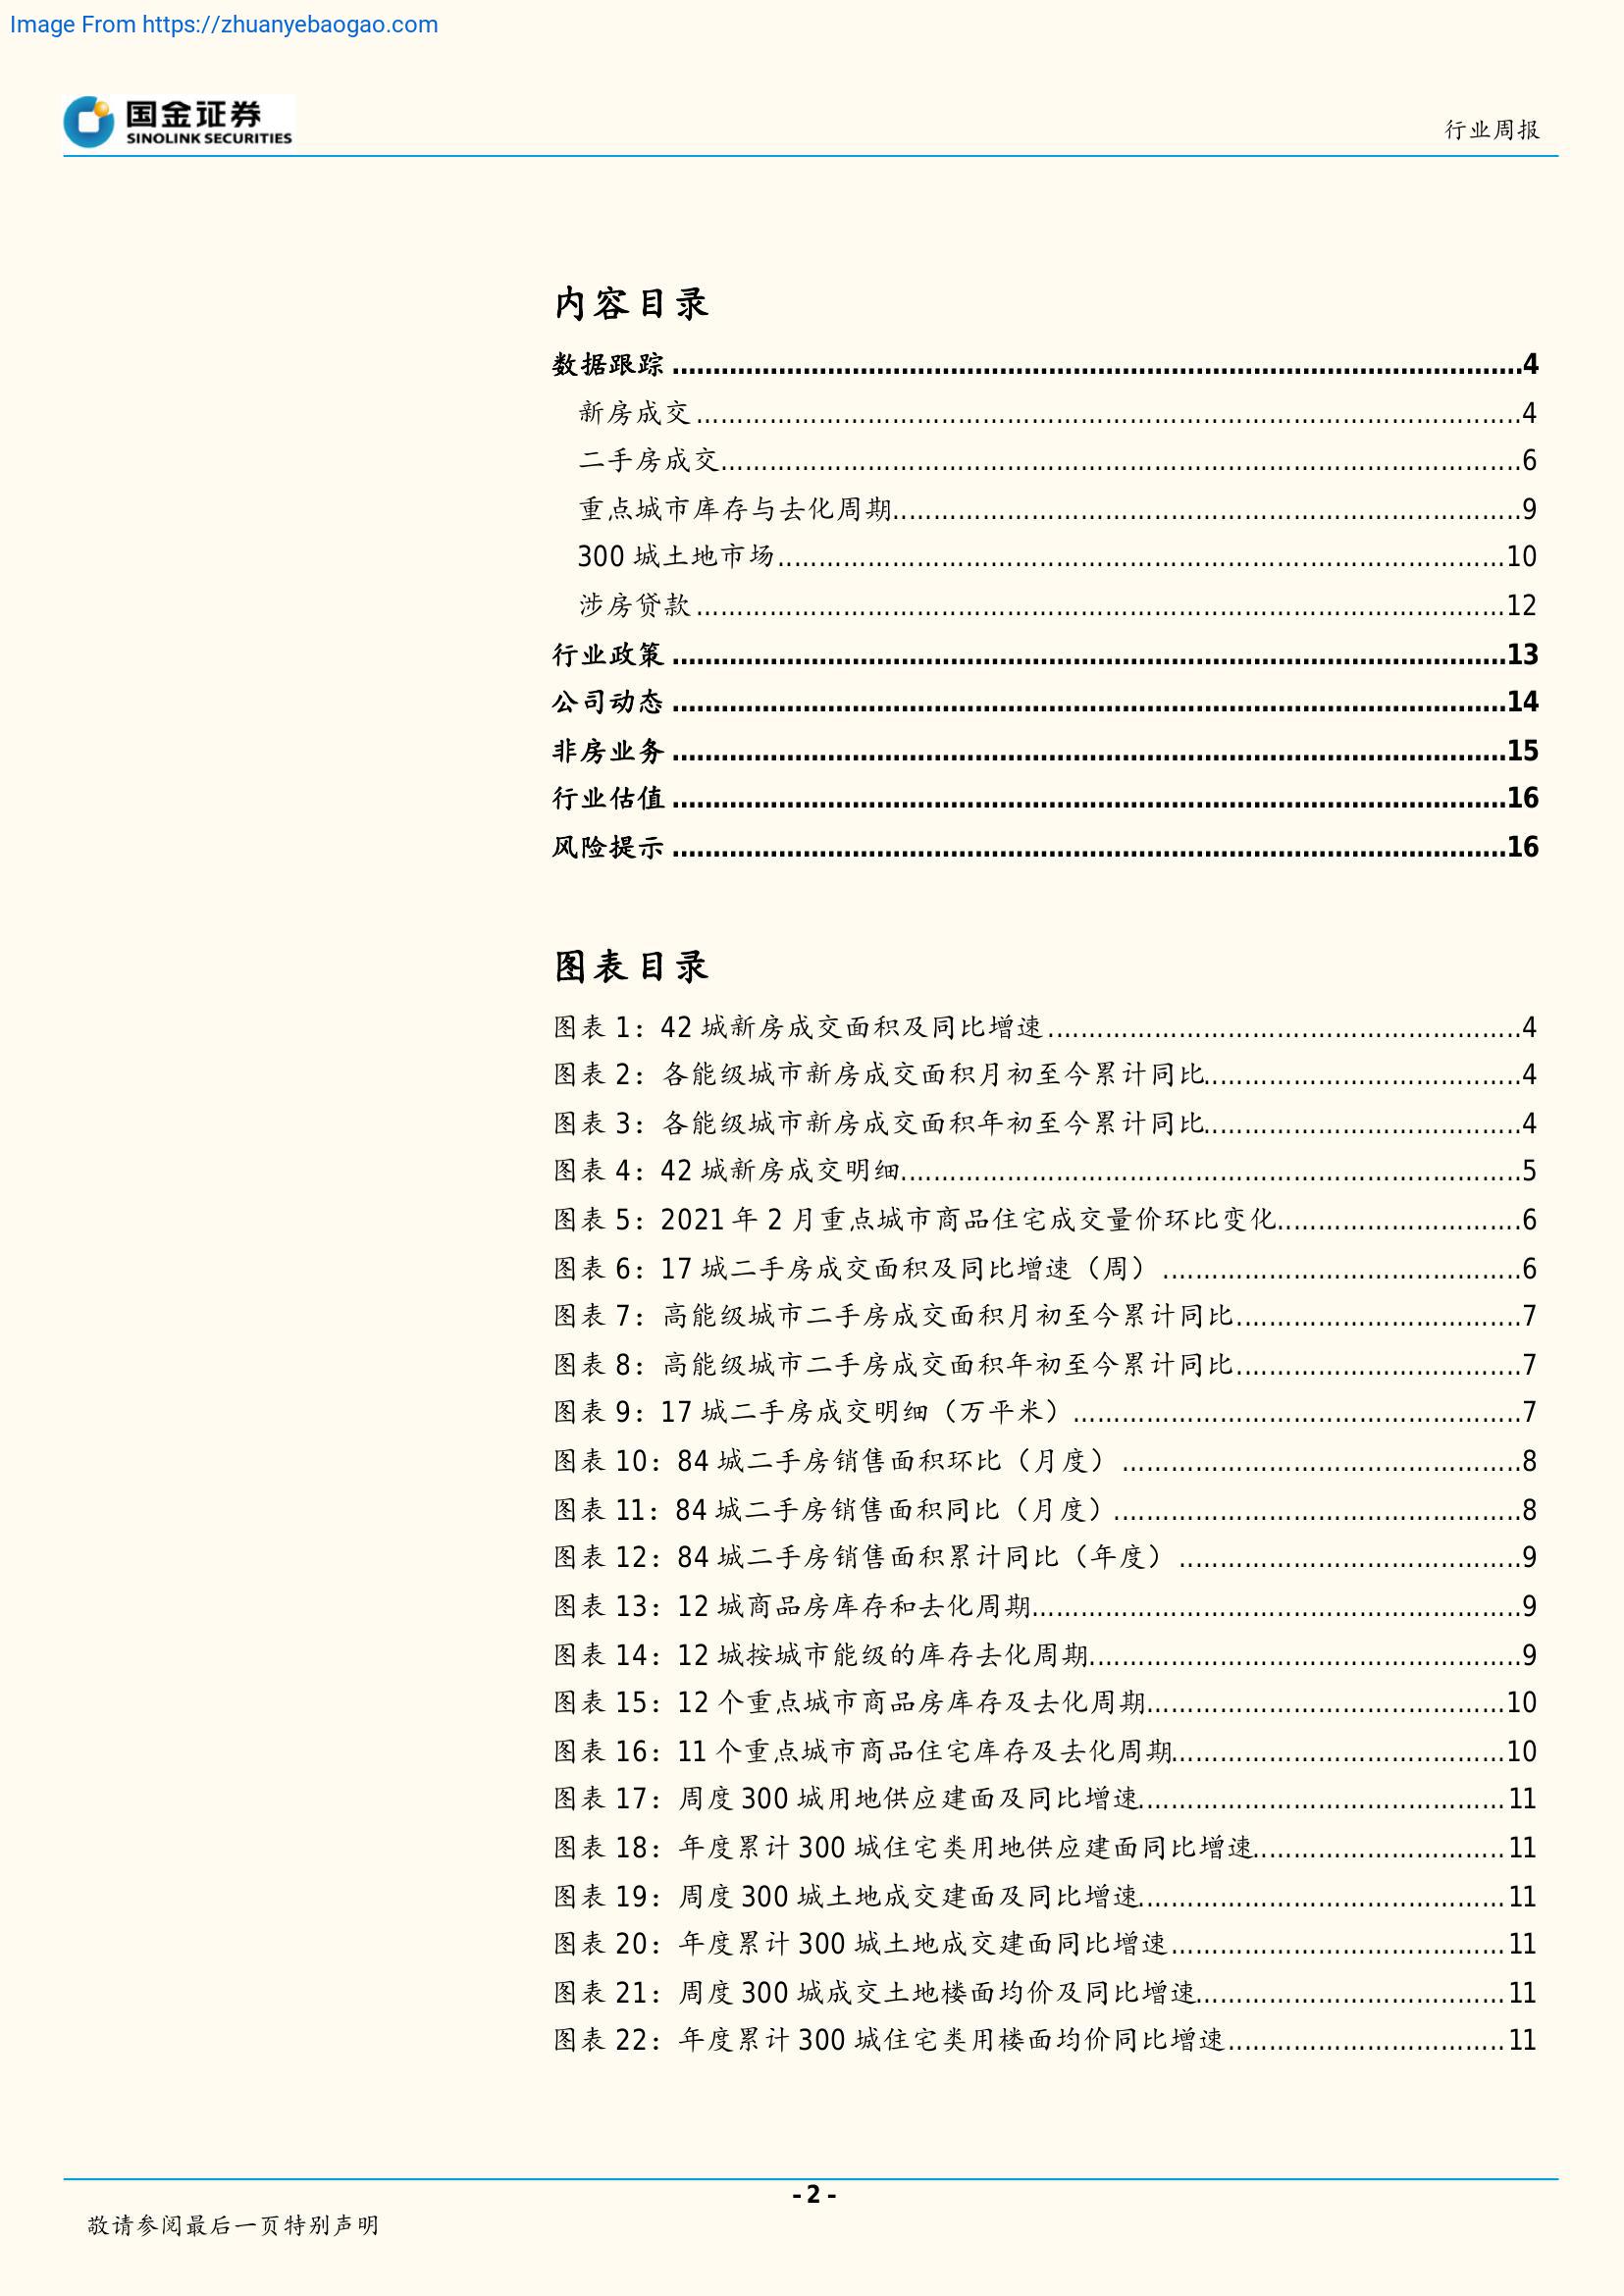 Image From https://zhuanyebaogao.com
国金证券
SINOLINK SECURITIES
行业周报
内容目录
数据跟踪 ........ 4
新房成交 ........ 4
二手房成交 ........ 6
重点城市库存与去化周期 ........ 9
300 城土地市场 ........ 10
涉房贷款 ........ 12
行业政策 ........ 13
公司动态 ........ 14
非房业务 ........ 15
行业估值 ........ 16
风险提示 ........ 16
图表目录
图表 1：42 城新房成交面积及同比增速 ........ 4
图表 2：各能级城市新房成交面积月初至今累计同比 ........ 4
图表 3：各能级城市新房成交面积年初至今累计同比 ........ 4
图表 4：42 城新房成交明细 ........ 5
图表 5：2021 年 2 月重点城市商品住宅成交量价环比变化 ........ 6
图表 6：17 城二手房成交面积及同比增速（周） ........ 6
图表 7：高能级城市二手房成交面积月初至今累计同比 ........ 7
图表 8：高能级城市二手房成交面积年初至今累计同比 ........ 7
图表 9：17 城二手房成交明细（万平米） ........ 7
图表 10：84 城二手房销售面积环比（月度） ........ 8
图表 11：84 城二手房销售面积同比（月度） ........ 8
图表 12：84 城二手房销售面积累计同比（年度） ........ 9
图表 13：12 城商品房库存和去化周期 ........ 9
图表 14：12 城按城市能级的库存去化周期 ........ 9
图表 15：12 个重点城市商品房库存及去化周期 ........ 10
图表 16：11 个重点城市商品住宅库存及去化周期 ........ 10
图表 17：周度 300 城用地供应建面及同比增速 ........ 11
图表 18：年度累计 300 城住宅类用地供应建面同比增速 ........ 11
图表 19：周度 300 城土地成交建面及同比增速 ........ 11
图表 20：年度累计 300 城土地成交建面同比增速 ........ 11
图表 21：周度 300 城成交土地楼面均价及同比增速 ........ 11
图表 22：年度累计 300 城住宅类用楼面均价同比增速 ........ 11
- 2 -
敬请参阅最后一页特别声明